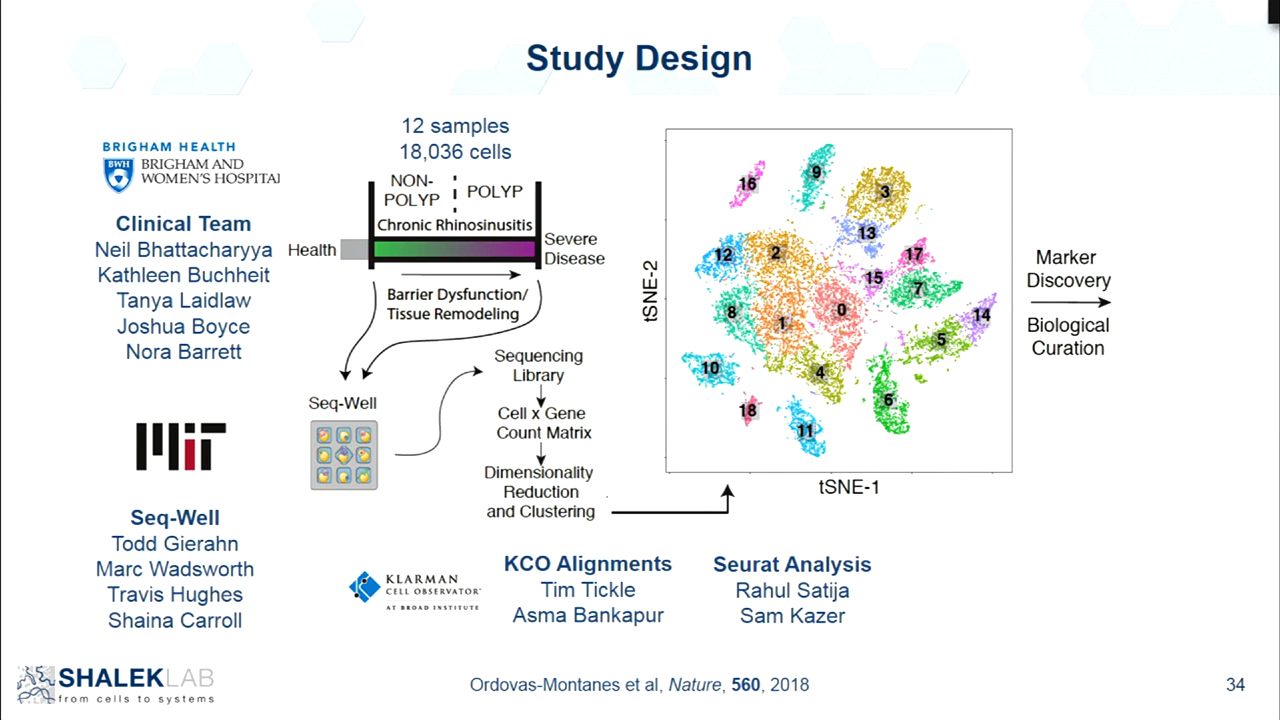 Study Design
BRIGHAM HEALTH
BWH
BRIGHAM AND
WOMEN'S HOSPITAL
Clinical Team
Neil Bhattacharyya
Kathleen Buchheit
Tanya Laidlaw
Joshua Boyce
Nora Barrett
MIT
Seq-Well
Todd Gierahn
Marc Wadsworth
Travis Hughes
Shaina Carroll
12 samples
18,036 cells
NON-
POLYP
POLYP
Chronic Rhinosinusitis
Health
Severe
Disease
Barrier Dysfunction/
Tissue Remodeling
Seq-Well
Sequencing
Library
Cell x Gene
Count Matrix
Dimensionality
Reduction
and Clustering
tSNE-2
16
9
3
13
12
2
17
15
7
8
1
0
14
5
10
4
6
18
11
tSNE-1
Marker
Discovery
Biological
Curation
KLARMAN
CELL OBSERVATORY
AT BROAD INSTITUTE
KCO Alignments
Tim Tickle
Asma Bankapur
Seurat Analysis
Rahul Satija
Sam Kazer
SHALEK LAB
from cells to systems
Ordovas-Montanes et al, Nature, 560, 2018
34